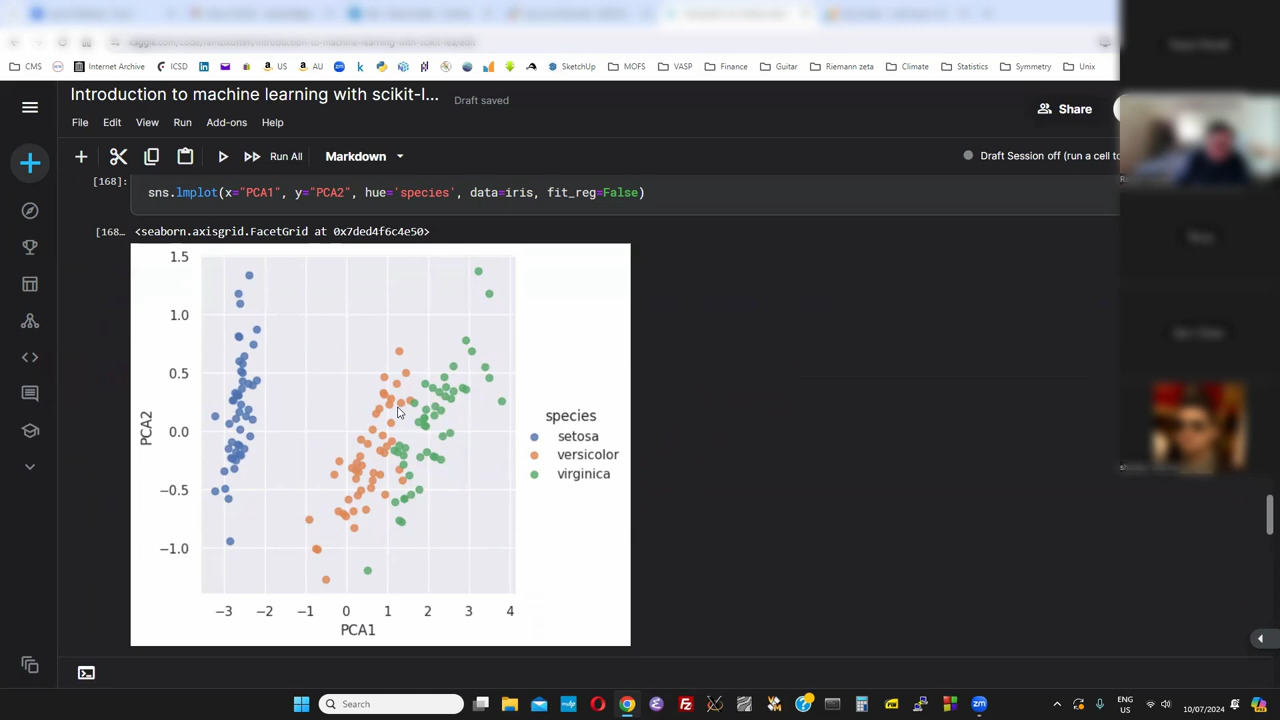 CMS
Internet Archive
ICSD
US
AU
SketchUp
MOFS
VASP
Finance
Guitar
Riemann zeta
Climate
Statistics
Symmetry
Unix
Introduction to machine learning with scikit-l...
Draft saved
Share
File Edit View Run Add-ons Help
Run All
Markdown
Draft Session off (run a cell to
[168]:
sns.lmplot(x="PCA1", y="PCA2", hue='species', data=iris, fit_reg=False)
[168…
<seaborn.axisgrid.FacetGrid at 0x7ded4f6c4e50>
1.5
1.0
0.5
0.0
−0.5
−1.0
PCA2
species
setosa
versicolor
virginica
−3 −2 −1 0 1 2 3 4
PCA1
Search
ENG
US
9:11 PM
10/07/2024